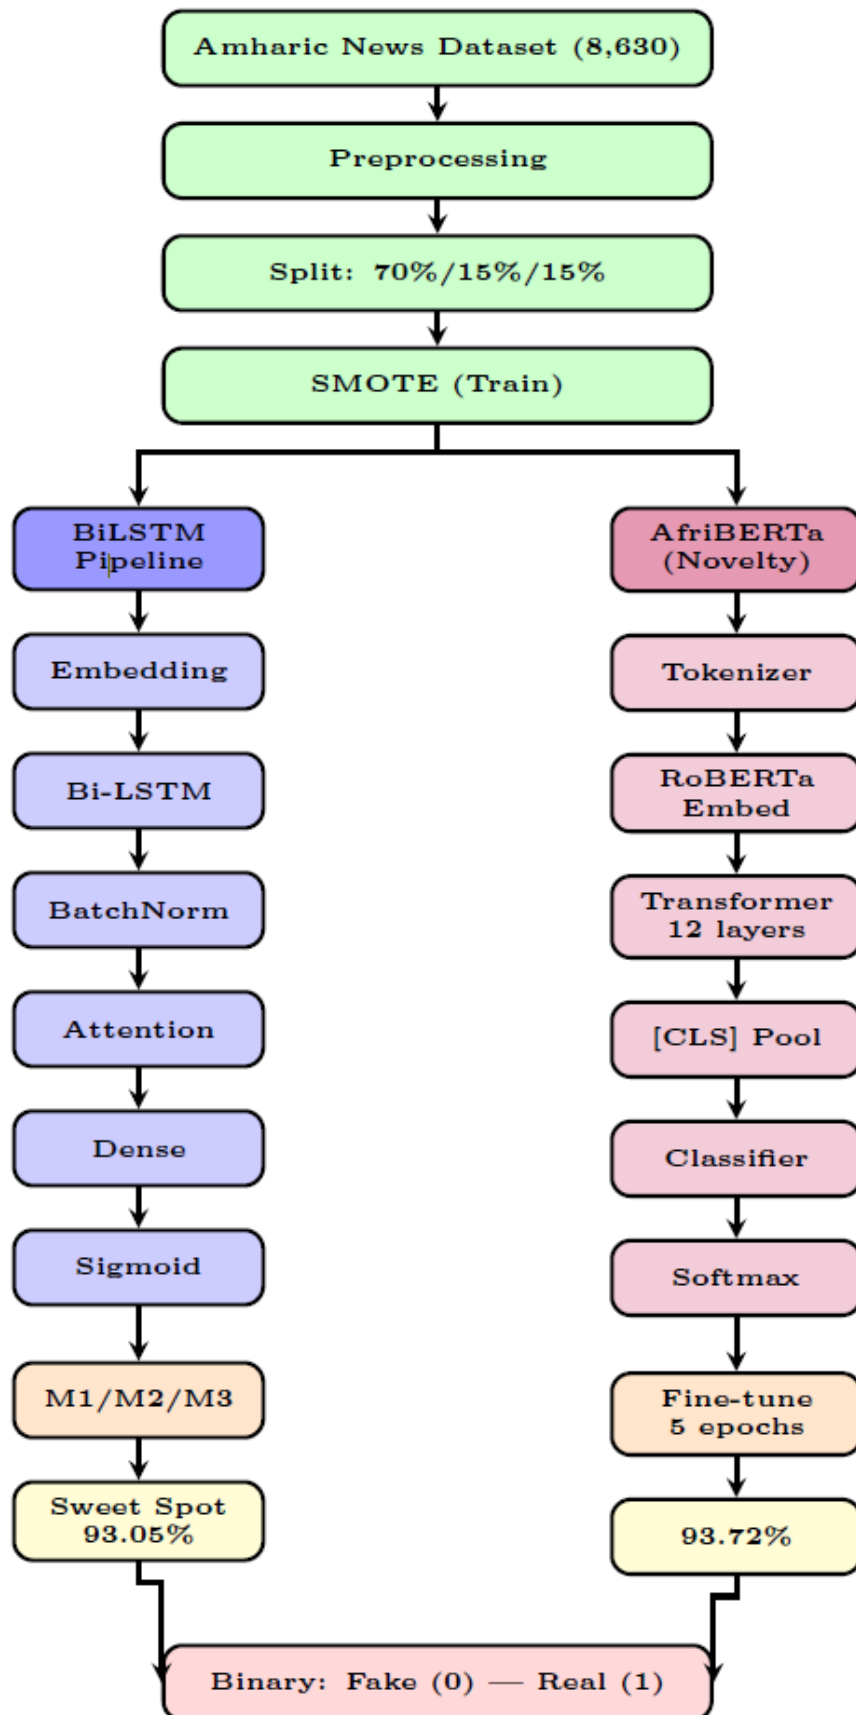 Amharic News Dataset (8,630)
Preprocessing
Split: 70%/15%/15%
SMOTE (Train)
BiLSTM
Pipeline
Embedding
Bi-LSTM
BatchNorm
Attention
Dense
Sigmoid
M1/M2/M3
Sweet Spot
93.05%
AfriBERTa
(Novelty)
Tokenizer
RoBERTa
Embed
Transformer
12 layers
[CLS] Pool
Classifier
Softmax
Fine-tune
5 epochs
93.72%
Binary: Fake (0) — Real (1)